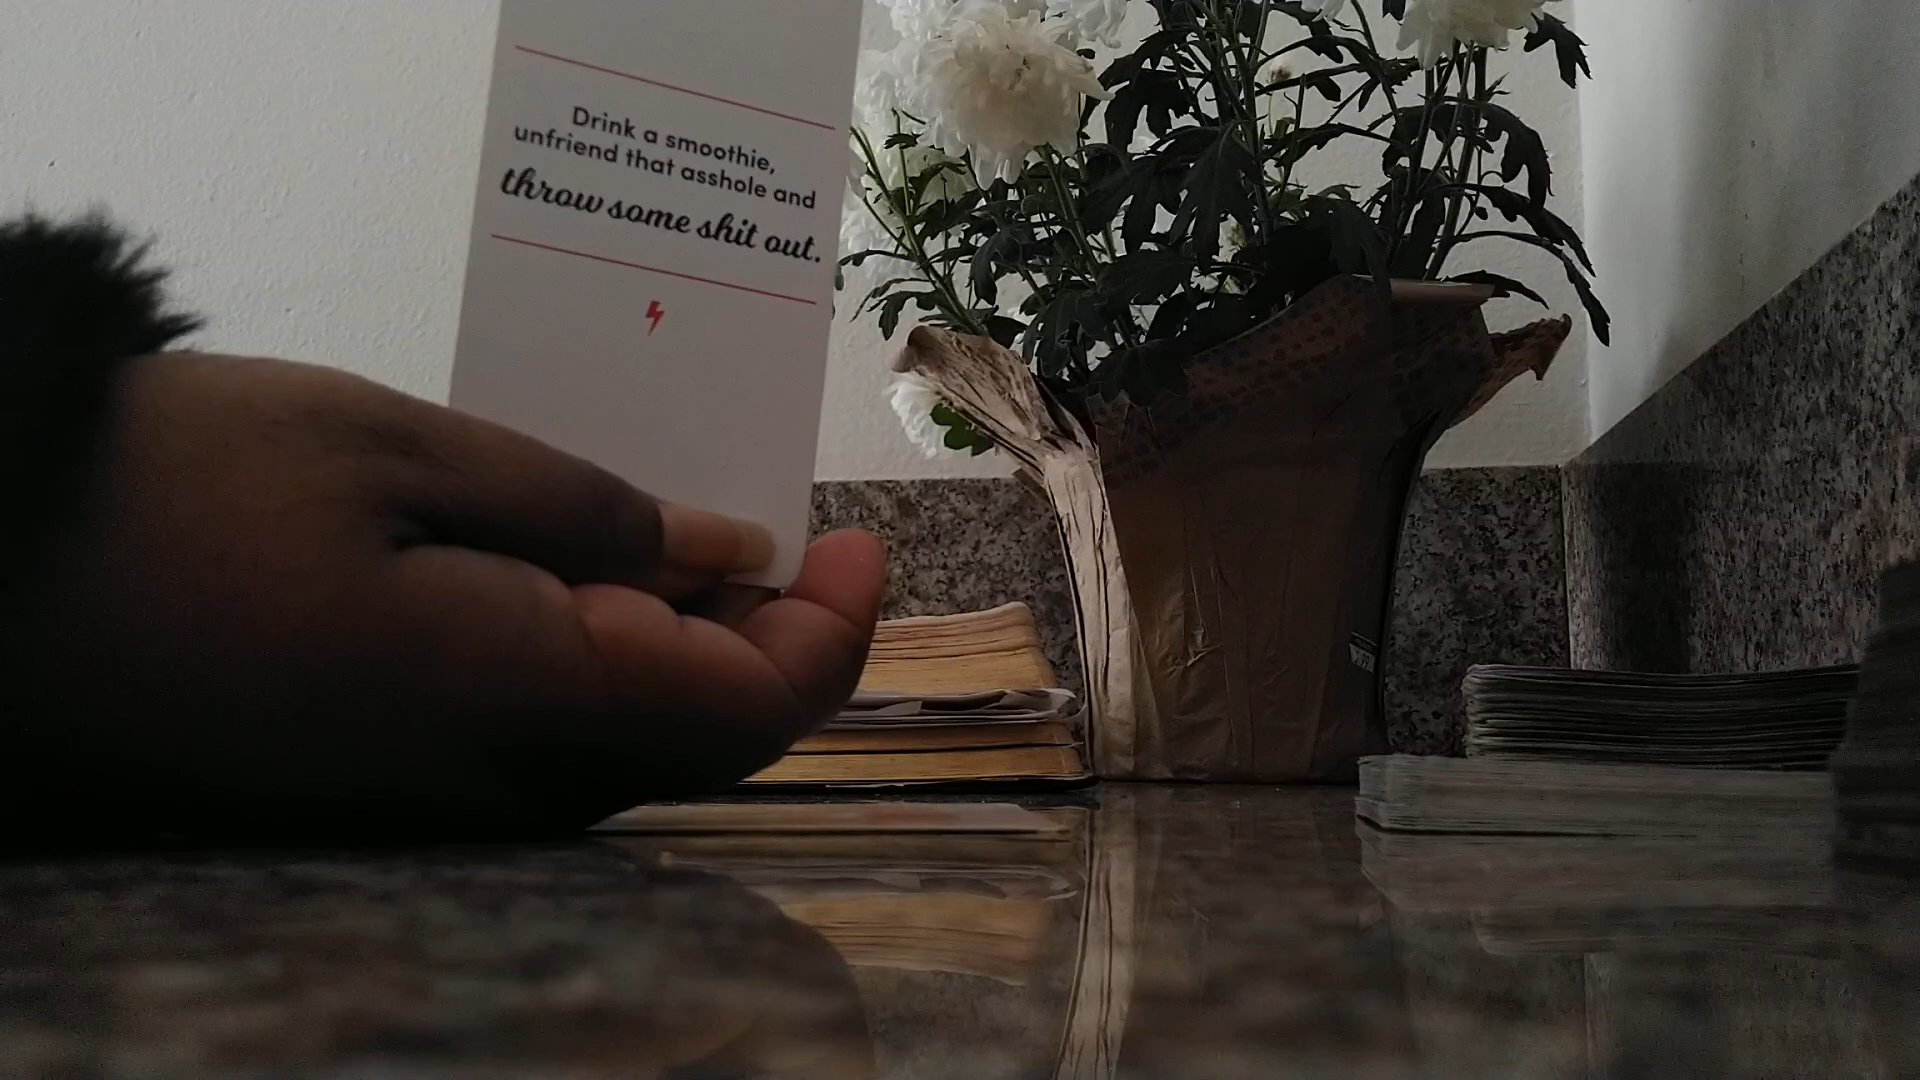 Drink a smoothie,
unfriend that asshole and
throw some shit out.